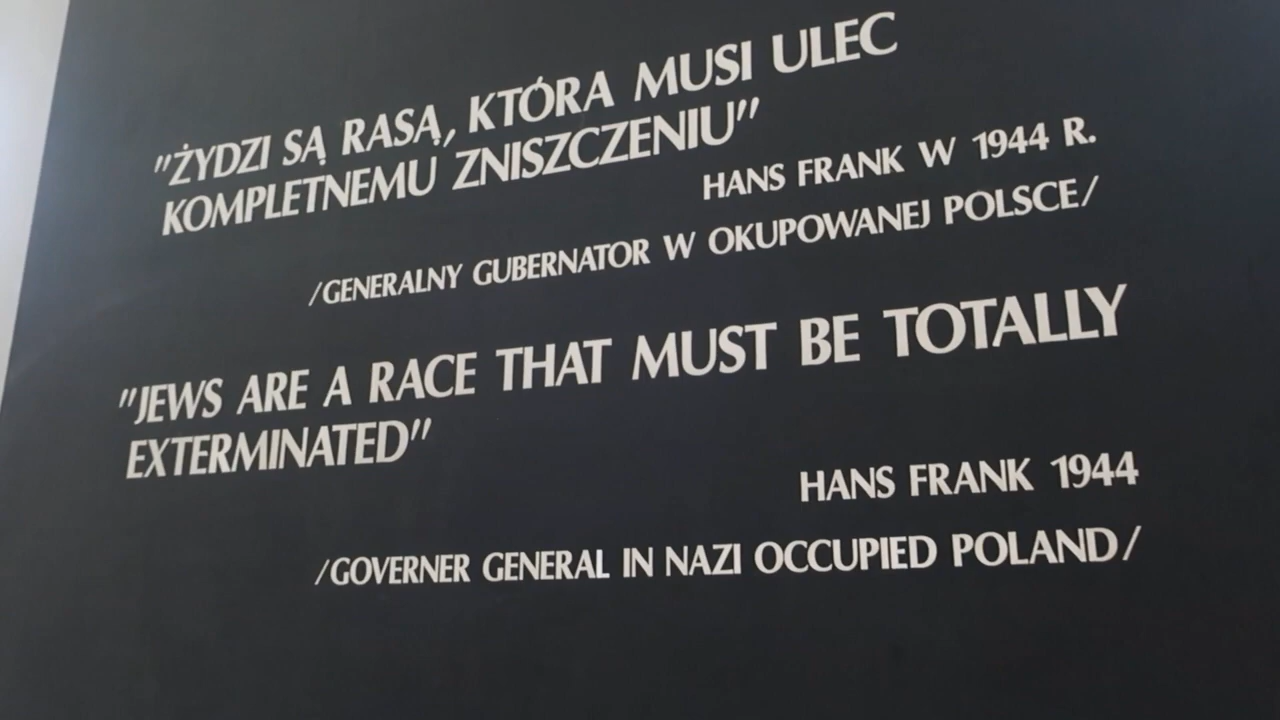 "ŻYDZI SĄ RASĄ, KTÓRA MUSI ULEC
KOMPLETNEMU ZNISZCZENIU"
HANS FRANK W 1944 R.
/GENERALNY GUBERNATOR W OKUPOWANEJ POLSCE/
"JEWS ARE A RACE THAT MUST BE TOTALLY
EXTERMINATED"
HANS FRANK 1944
/GOVERNER GENERAL IN NAZI OCCUPIED POLAND/